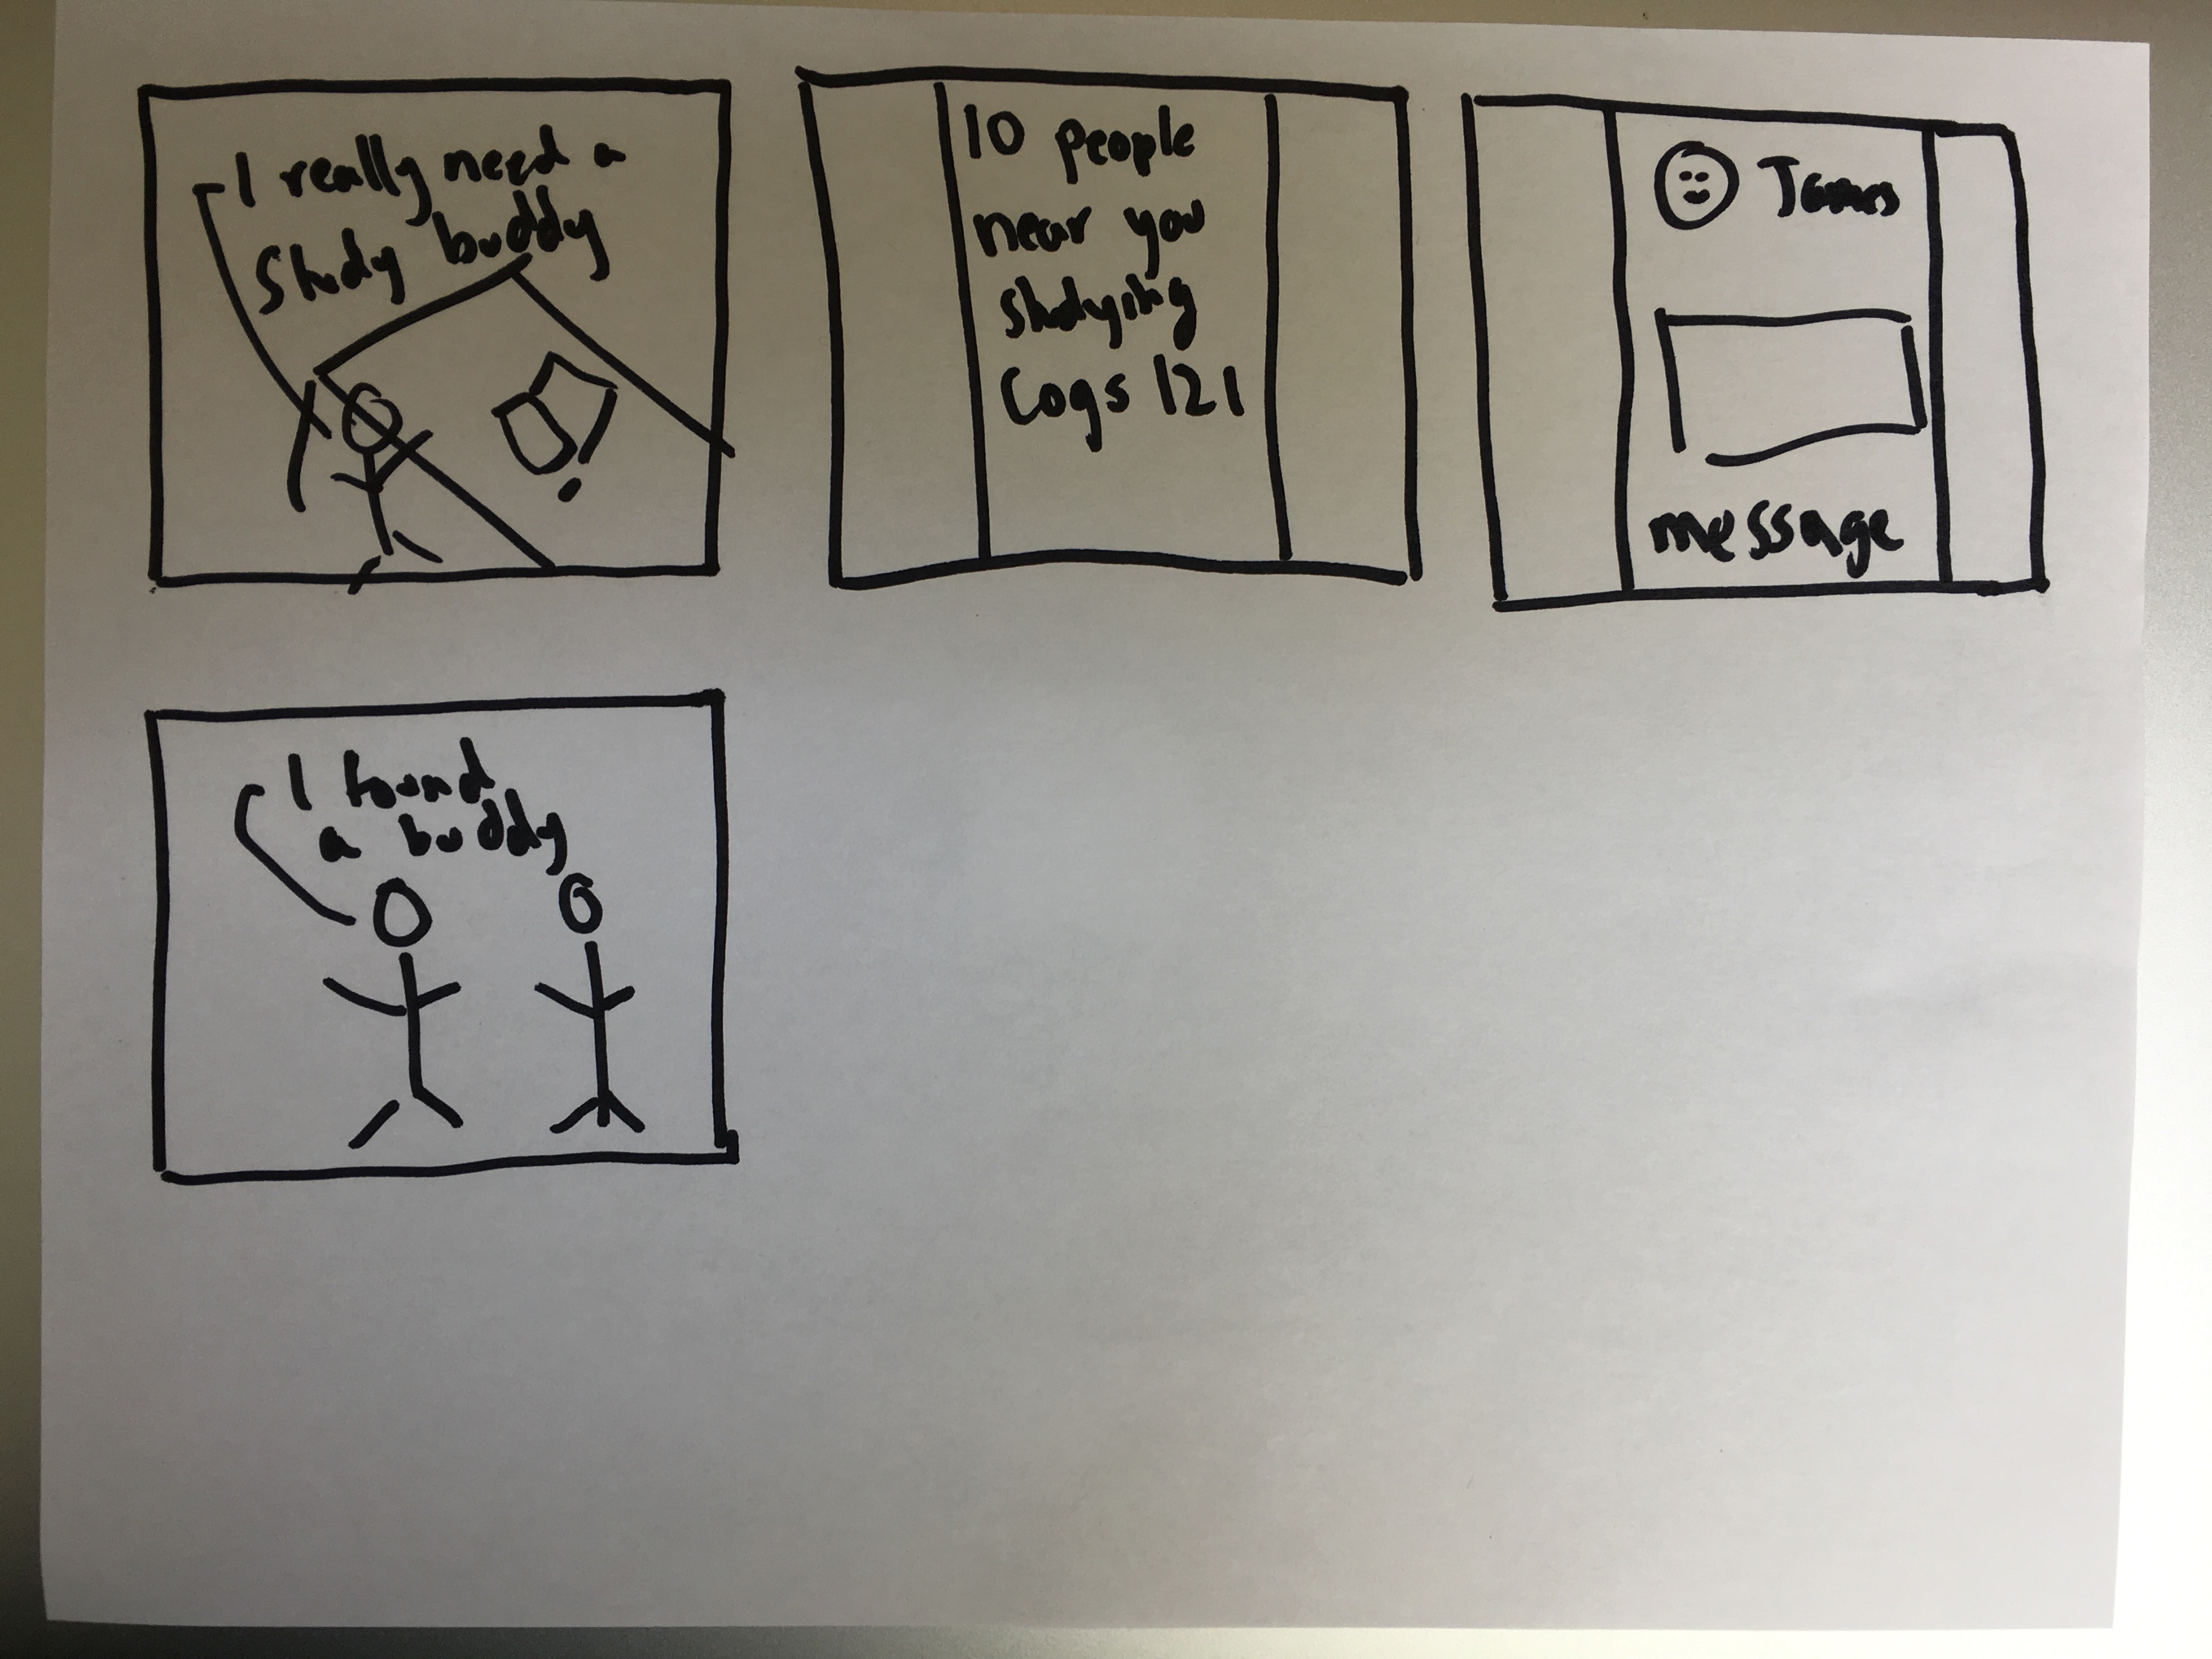 I really need a
study buddy
10 people
near you
studying
Cogs 121
James
message
I found
a buddy